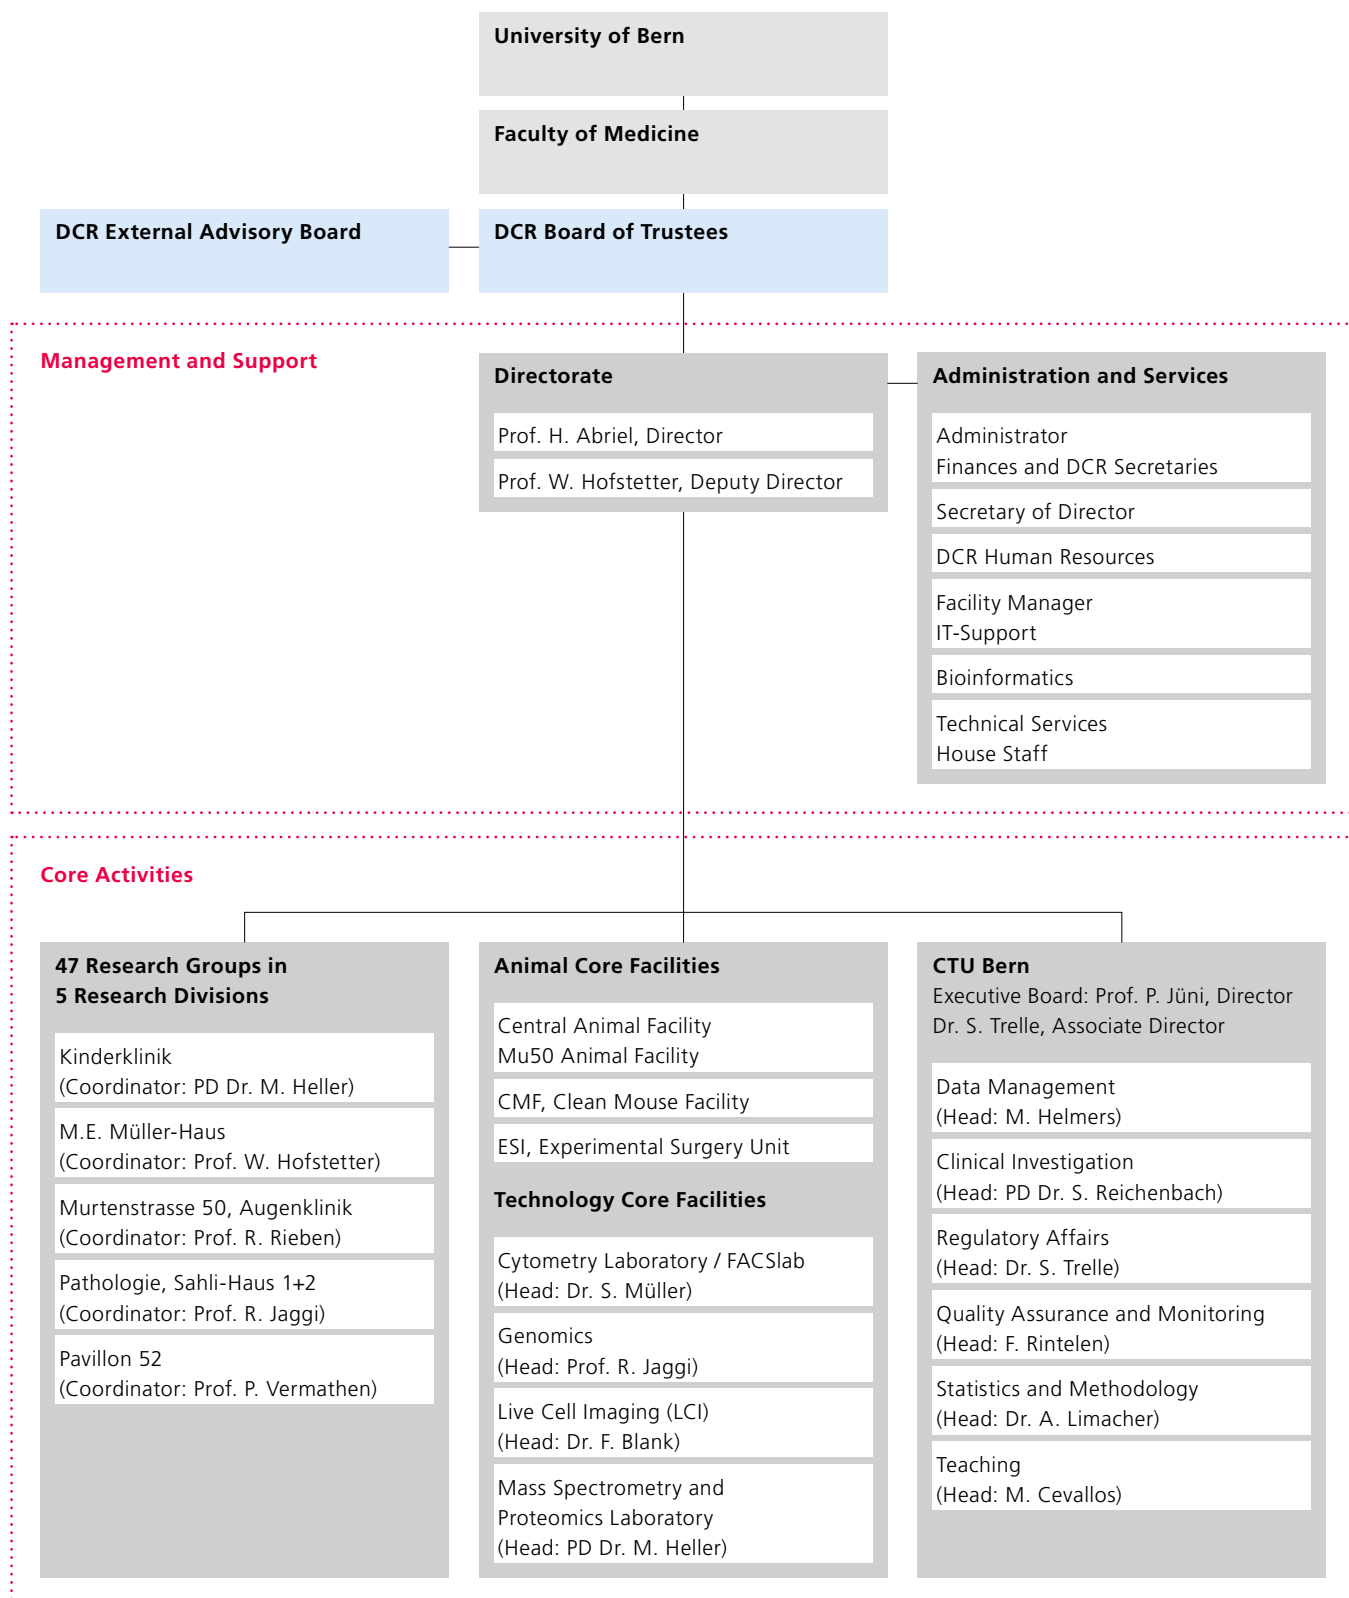 University of Bern
Faculty of Medicine
DCR External Advisory Board
DCR Board of Trustees
Management and Support
Directorate
Prof. H. Abriel, Director
Prof. W. Hofstetter, Deputy Director
Administration and Services
Administrator
Finances and DCR Secretaries
Secretary of Director
DCR Human Resources
Facility Manager
IT-Support
Bioinformatics
Technical Services
House Staff
Core Activities
47 Research Groups in
5 Research Divisions
Kinderklinik
(Coordinator: PD Dr. M. Heller)
M.E. Müller-Haus
(Coordinator: Prof. W. Hofstetter)
Murtenstrasse 50, Augenklinik
(Coordinator: Prof. R. Rieben)
Pathologie, Sahli-Haus 1+2
(Coordinator: Prof. R. Jaggi)
Pavillon 52
(Coordinator: Prof. P. Vermathen)
Animal Core Facilities
Central Animal Facility
Mu50 Animal Facility
CMF, Clean Mouse Facility
ESI, Experimental Surgery Unit
Technology Core Facilities
Cytometry Laboratory / FACSlab
(Head: Dr. S. Müller)
Genomics
(Head: Prof. R. Jaggi)
Live Cell Imaging (LCI)
(Head: Dr. F. Blank)
Mass Spectrometry and
Proteomics Laboratory
(Head: PD Dr. M. Heller)
CTU Bern
Executive Board: Prof. P. Jüni, Director
Dr. S. Trelle, Associate Director
Data Management
(Head: M. Helmers)
Clinical Investigation
(Head: PD Dr. S. Reichenbach)
Regulatory Affairs
(Head: Dr. S. Trelle)
Quality Assurance and Monitoring
(Head: F. Rintelen)
Statistics and Methodology
(Head: Dr. A. Limacher)
Teaching
(Head: M. Cevallos)